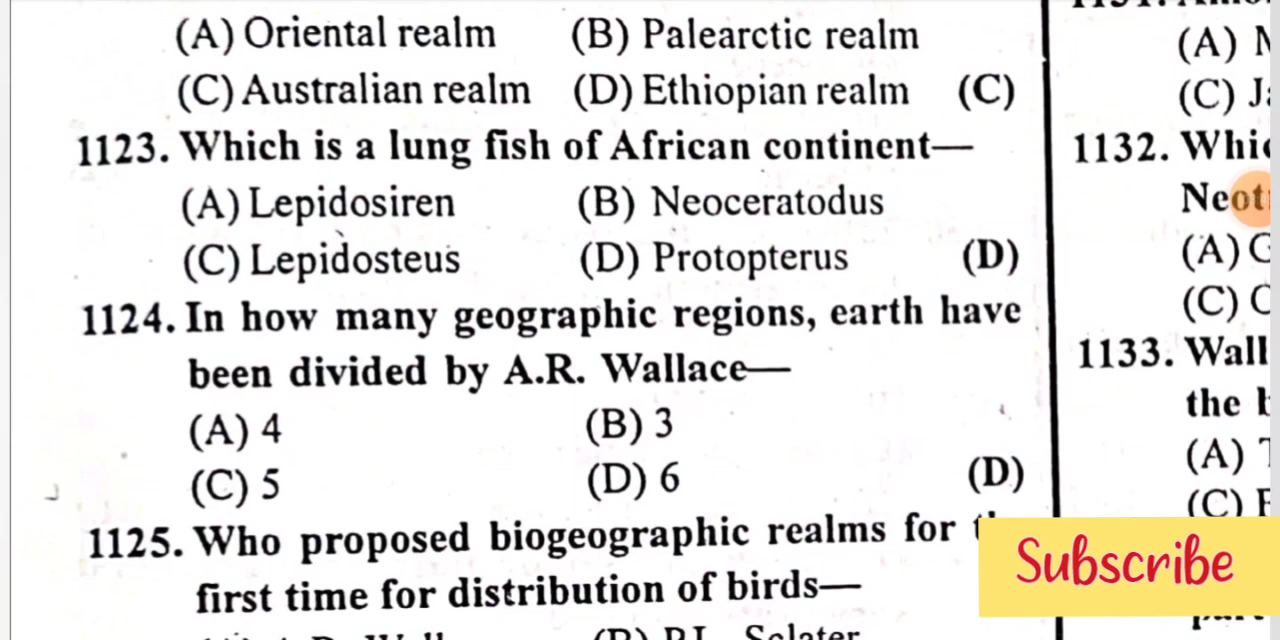 (A) Oriental realm (B) Palearctic realm
(C) Australian realm (D) Ethiopian realm (C)
1123. Which is a lung fish of African continent—
(A) Lepidosiren (B) Neoceratodus
(C) Lepidosteus (D) Protopterus (D)
1124. In how many geographic regions, earth have
been divided by A.R. Wallace—
(A) 4 (B) 3
(C) 5 (D) 6 (D)
1125. Who proposed biogeographic realms for
first time for distribution of birds—
(B) P.L. Sclater
(A)
(C)
1132.
(A)
(C)
1133.
the
(A)
(C)
Subscribe